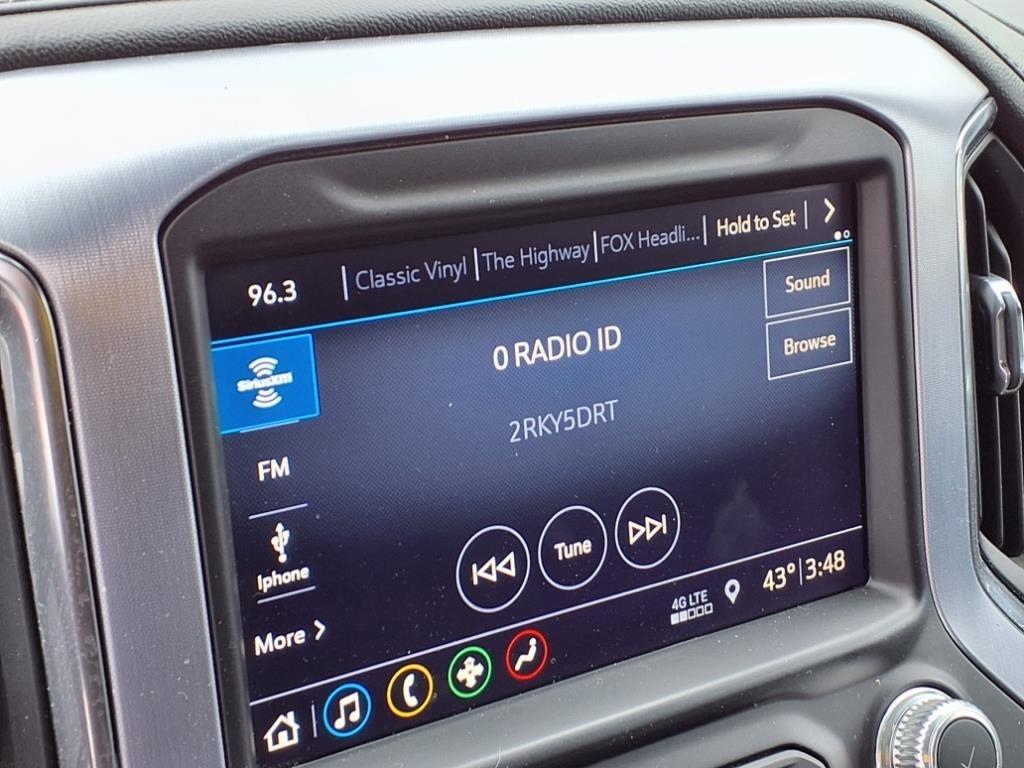 96.3 Classic Vinyl The Highway FOX Headli... Hold to Set
Sound
SiriusXM
0 RADIO ID
Browse
2RKY5DRT
FM
Tune
Iphone
4G LTE
43° 3:48
More